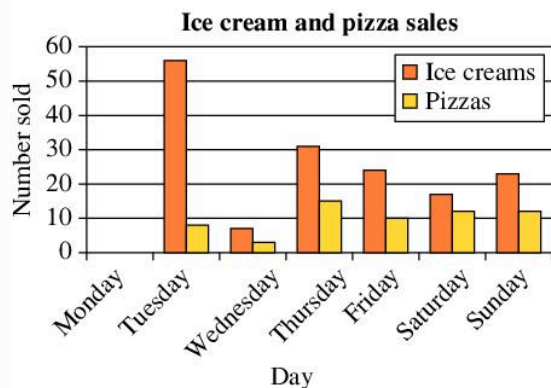 Ice cream and pizza sales
Number sold
60
50
40
30
20
10
0
Ice creams
Pizzas
Monday
Tuesday
Wednesday
Thursday
Friday
Saturday
Sunday
Day